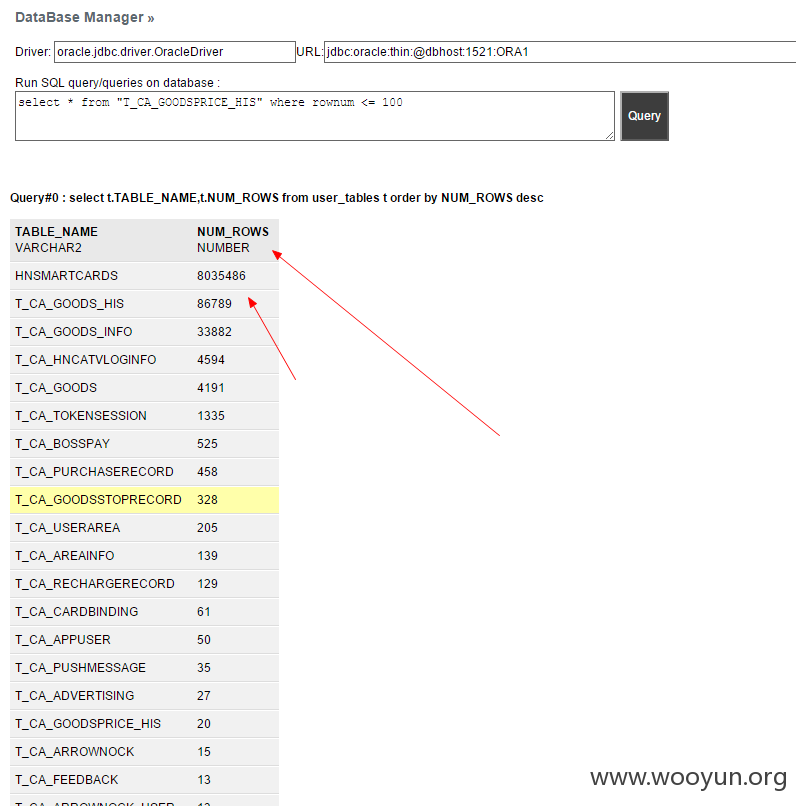 DataBase Manager »
Driver: oracle.jdbc.driver.OracleDriver URL: jdbc:oracle:thin:@dbhost:1521:ORA1
Run SQL query/queries on database :
select * from "T_CA_GOODSPRICE_HIS" where rownum <= 100
Query
Query#0 : select t.TABLE_NAME,t.NUM_ROWS from user_tables t order by NUM_ROWS desc
TABLE_NAME NUM_ROWS
VARCHAR2 NUMBER
HNSMARTCARDS 8035486
T_CA_GOODS_HIS 86789
T_CA_GOODS_INFO 33882
T_CA_HNCATVLOGINFO 4594
T_CA_GOODS 4191
T_CA_TOKENSESSION 1335
T_CA_BOSSPAY 525
T_CA_PURCHASERECORD 458
T_CA_GOODSSTOPRECORD 328
T_CA_USERAREA 205
T_CA_AREAINFO 139
T_CA_RECHARGERECORD 129
T_CA_CARDBINDING 61
T_CA_APPUSER 50
T_CA_PUSHMESSAGE 35
T_CA_ADVERTISING 27
T_CA_GOODSPRICE_HIS 20
T_CA_ARROWNOCK 15
T_CA_FEEDBACK 13
T_CA_ARROWNOCK_USER 13
www.wooyun.org